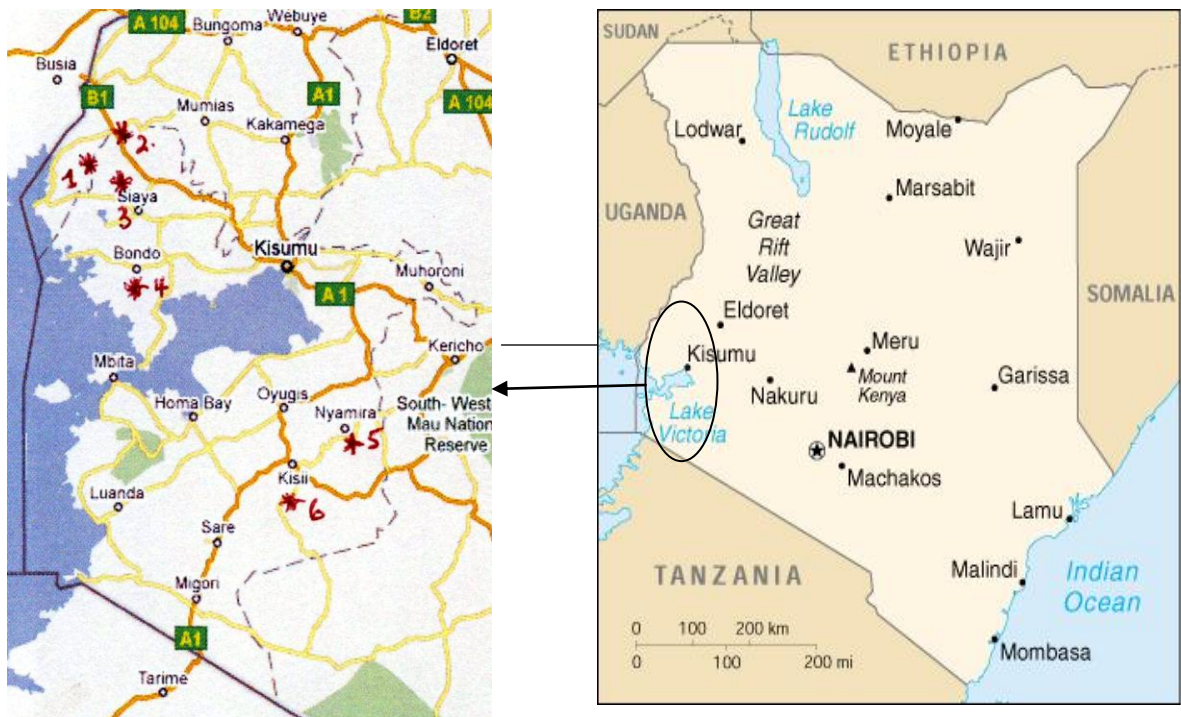 A 104
Webuye
B2
Bungoma
Eldoret
Busia
B1
A1
A 104
Mumias
Kakamega
2.
1
Siaya
3
Kisumu
Bondo
4
Muhoroni
A1
Mbita
Kericho
Oyugis
Homa Bay
Nyamira
South- West
Mau Nation
Reserve
5
Kisii
Luanda
6
Sare
Migori
A1
Tarime
SUDAN
ETHIOPIA
Lake
Rudolf
Lodwar
Moyale
Marsabit
UGANDA
Great
Rift
Valley
Wajir
SOMALIA
Eldoret
Kisumu
Meru
Mount
Kenya
Garissa
Nakuru
Lake
Victoria
NAIROBI
Machakos
Lamu
TANZANIA
Malindi
Indian
Ocean
0 100 200 km
0 100 200 mi
Mombasa